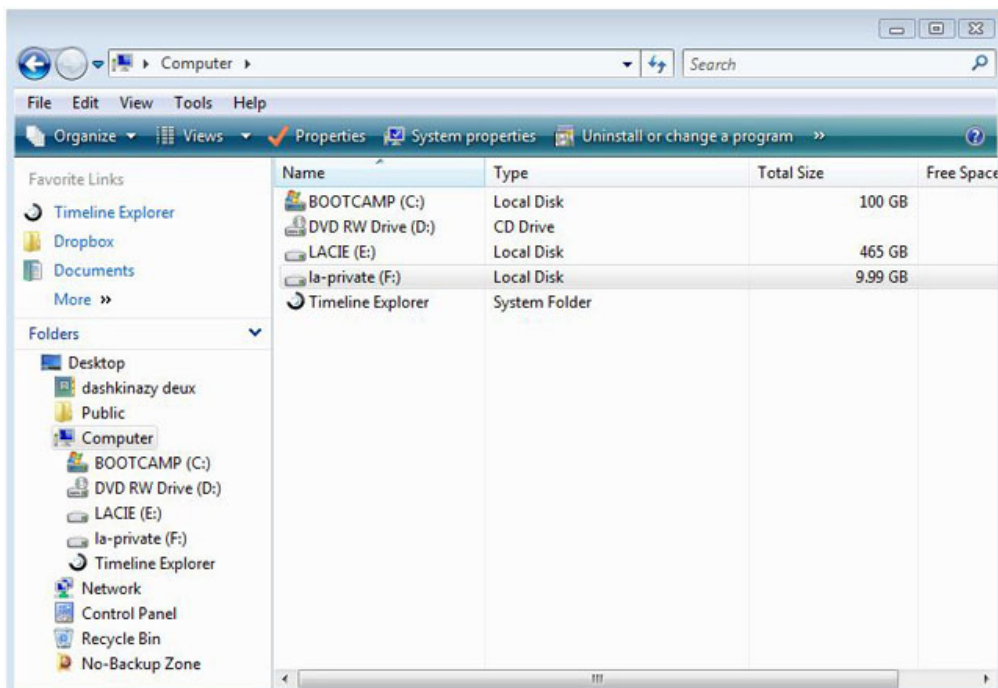 Computer
Search
File Edit View Tools Help
Organize Views Properties System properties Uninstall or change a program »
Favorite Links
Timeline Explorer
Dropbox
Documents
More »
Folders
Desktop
dashkinazy deux
Public
Computer
BOOTCAMP (C:)
DVD RW Drive (D:)
LACIE (E:)
la-private (F:)
Timeline Explorer
Network
Control Panel
Recycle Bin
No-Backup Zone
Name Type Total Size Free Space
BOOTCAMP (C:) Local Disk 100 GB
DVD RW Drive (D:) CD Drive
LACIE (E:) Local Disk 465 GB
la-private (F:) Local Disk 9.99 GB
Timeline Explorer System Folder